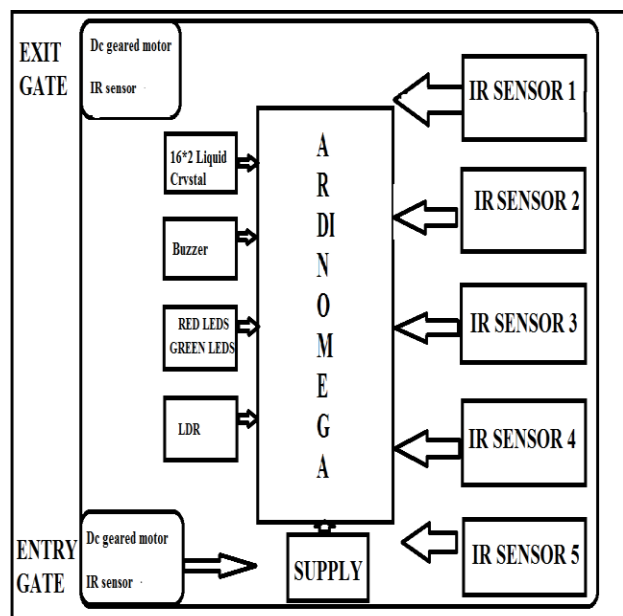 EXIT
GATE
Dc geared motor
IR sensor
16*2 Liquid
Crystal
Buzzer
RED LEDS
GREEN LEDS
LDR
ENTRY
GATE
Dc geared motor
IR sensor
A
R
DI
N
O
M
E
G
A
SUPPLY
IR SENSOR 1
IR SENSOR 2
IR SENSOR 3
IR SENSOR 4
IR SENSOR 5